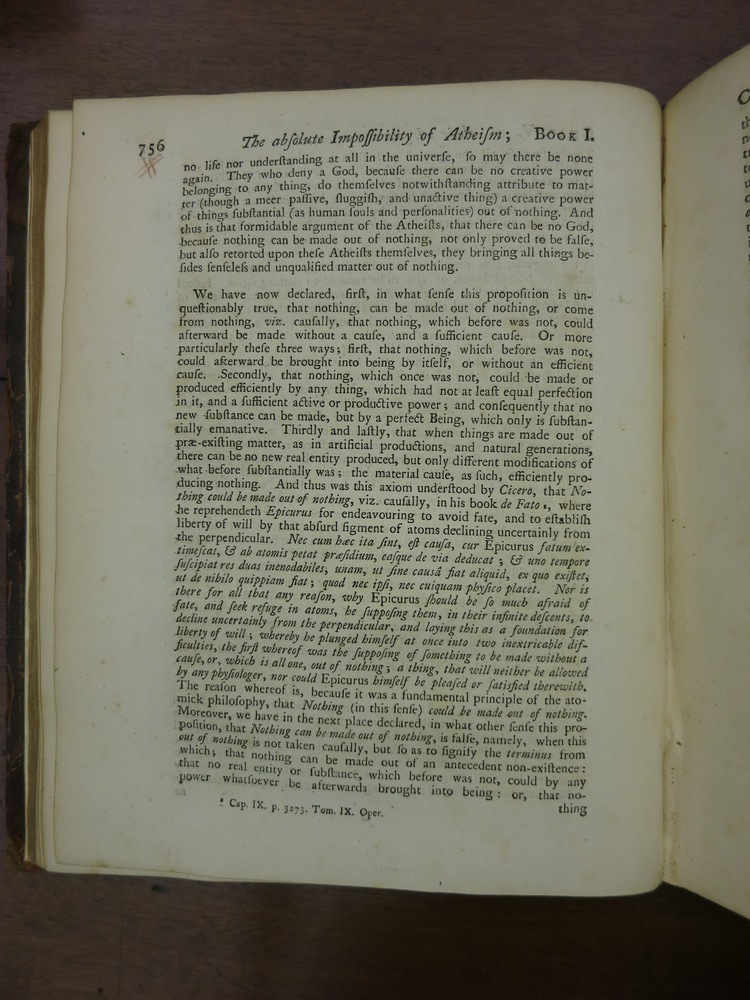 756 The abſolute Impoſſibility of Atheiſm; BOOK I.
no life nor underſtanding at all in the univerſe, ſo may there be none
again. They who deny a God, becauſe there can be no creative power
belonging to any thing, do themſelves notwithſtanding attribute to mat-
ter (though a meer paſſive, ſluggiſh, and unactive thing) a creative power
of things ſubſtantial (as human ſouls and perſonalities) out of nothing. And
thus is that formidable argument of the Atheiſts, that there can be no God,
becauſe nothing can be made out of nothing, not only proved to be falſe,
but alſo retorted upon theſe Atheiſts themſelves, they bringing all things be-
ſides ſenſeleſs and unqualified matter out of nothing.
We have now declared, firſt, in what ſenſe this propoſition is un-
queſtionably true, that nothing, can be made out of nothing, or come
from nothing, viz. cauſally, that nothing, which before was not, could
afterward be made without a cauſe, and a ſufficient cauſe. Or more
particularly theſe three ways; firſt, that nothing, which before was not,
could afterward be brought into being by itſelf, or without an efficient
cauſe. Secondly, that nothing, which once was not, could be made or
produced efficiently by any thing, which had not at leaſt equal perfection
in it, and a ſufficient active or productive power; and conſequently that no
new ſubſtance can be made, but by a perfect Being, which only is ſubſtan-
tially emanative. Thirdly and laſtly, that when things are made out of
præ-exiſting matter, as in artificial productions, and natural generations,
there can be no new real entity produced, but only different modifications of
what before ſubſtantially was; the material cauſe, as ſuch, efficiently pro-
ducing nothing. And thus was this axiom underſtood by Cicero, that No-
thing could be made out of nothing, viz. cauſally, in his book de Fato ¹, where
he reprehendeth Epicurus for endeavouring to avoid fate, and to eſtabliſh
liberty of will by that abſurd figment of atoms declining uncertainly from
the perpendicular. Nec cum hæc ita ſint, eſt cauſa, cur Epicurus fatum ex-
timeſcat, & ab atomis petat præſidium, eaſque de via deducat; & uno tempore
ſuſcipiat res duas inenodabiles, unam, ut ſine cauſâ fiat aliquid, ex quo exiſtet,
ut de nihilo quippiam fiat; quod nec ipſi, nec cuiquam phyſico placet. Nor is
there for all that any reaſon, why Epicurus ſhould be ſo much afraid of
fate, and ſeek refuge in atoms, he ſuppoſing them, in their infinite deſcents, to
decline uncertainly from the perpendicular, and laying this as a foundation for
liberty of will; whereby he plunged himſelf at once into two inextricable dif-
ficulties, the firſt whereof was the ſuppoſing of ſomething to be made without a
cauſe, or, which is all one, out of nothing; a thing, that will neither be allowed
by any phyſiologer, nor could Epicurus himſelf be pleaſed or ſatisfied therewith.
The reaſon whereof is, becauſe it was a fundamental principle of the ato-
mick philoſophy, that Nothing (in this ſenſe) could be made out of nothing.
Moreover, we have in the next place declared, in what other ſenſe this pro-
poſition, that Nothing can be made out of nothing, is falſe, namely, when this
out of nothing is not taken cauſally, but ſo as to ſignify the terminus from
which; that nothing can be made out of an antecedent non-exiſtence:
that no real entity or ſubſtance, which before was not, could by any
power whatſoever be afterwards brought into being: or, that no-
thing
¹ Cap. IX. p. 3273. Tom. IX. Oper.